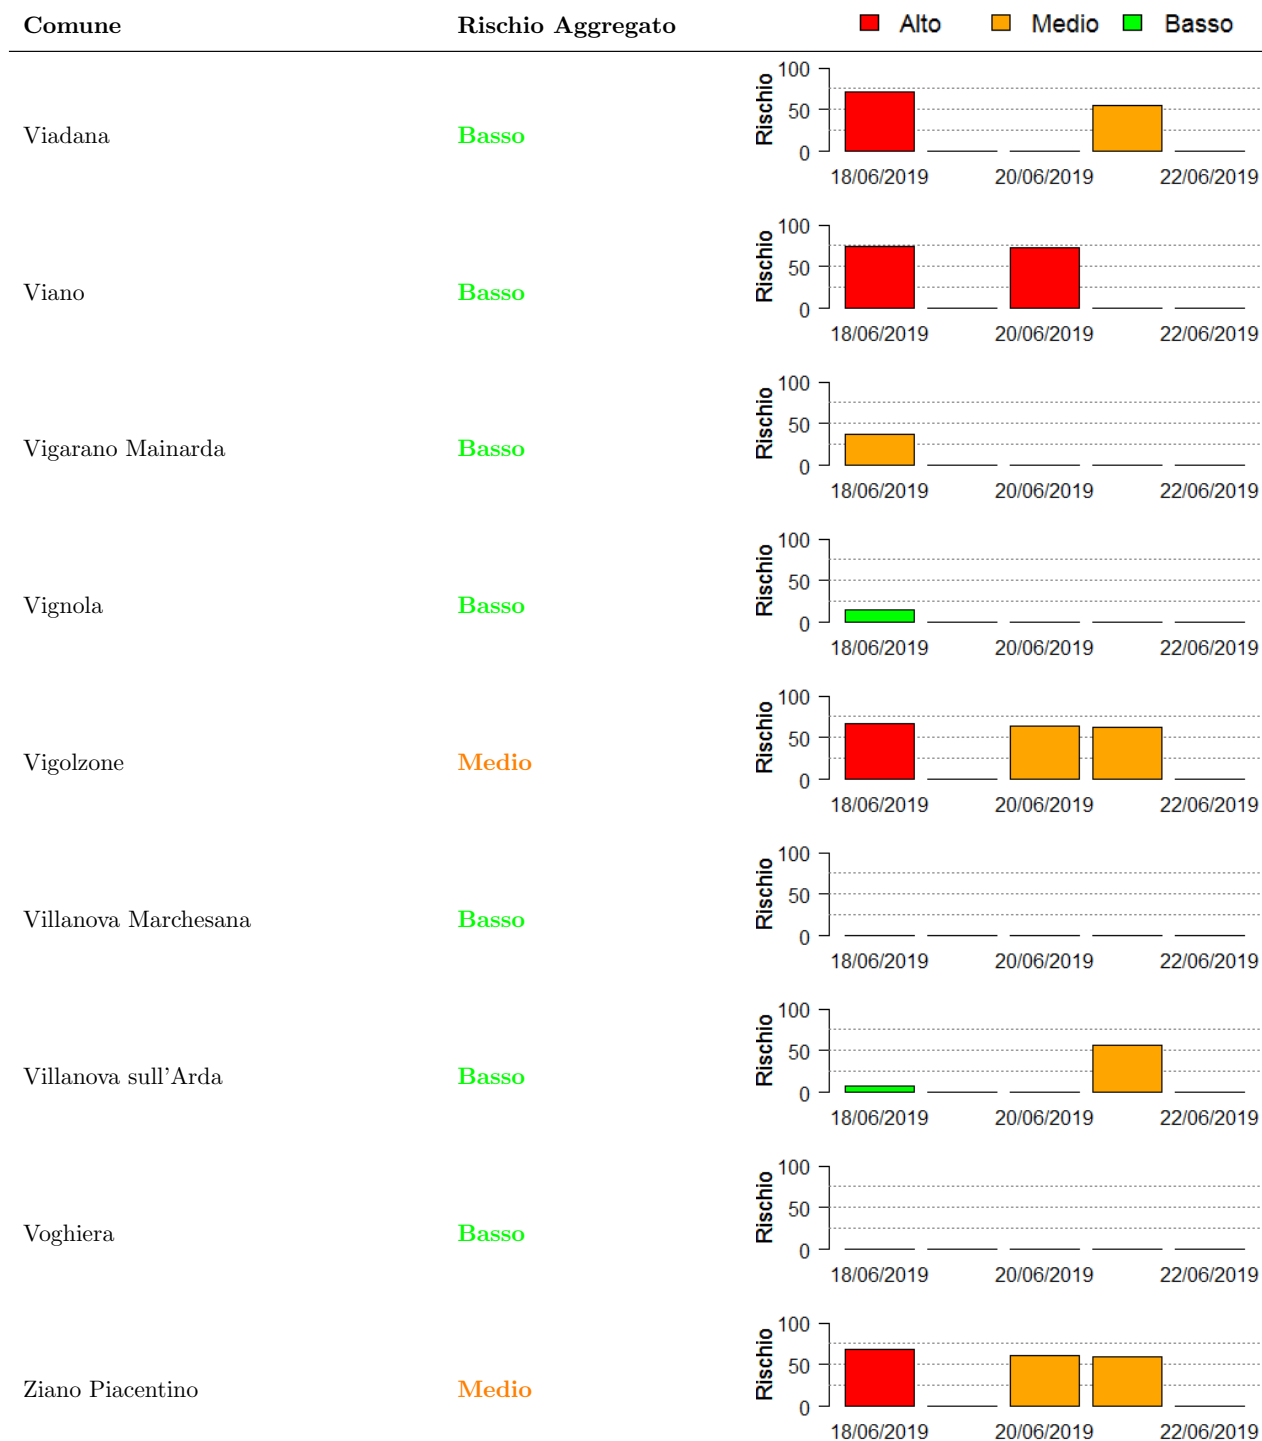 Comune Rischio Aggregato Alto Medio Basso
Viadana Basso
Rischio
100
50
0
18/06/2019 20/06/2019 22/06/2019
Viano Basso
Rischio
100
50
0
18/06/2019 20/06/2019 22/06/2019
Vigarano Mainarda Basso
Rischio
100
50
0
18/06/2019 20/06/2019 22/06/2019
Vignola Basso
Rischio
100
50
0
18/06/2019 20/06/2019 22/06/2019
Vigolzone Medio
Rischio
100
50
0
18/06/2019 20/06/2019 22/06/2019
Villanova Marchesana Basso
Rischio
100
50
0
18/06/2019 20/06/2019 22/06/2019
Villanova sull'Arda Basso
Rischio
100
50
0
18/06/2019 20/06/2019 22/06/2019
Voghiera Basso
Rischio
100
50
0
18/06/2019 20/06/2019 22/06/2019
Ziano Piacentino Medio
Rischio
100
50
0
18/06/2019 20/06/2019 22/06/2019